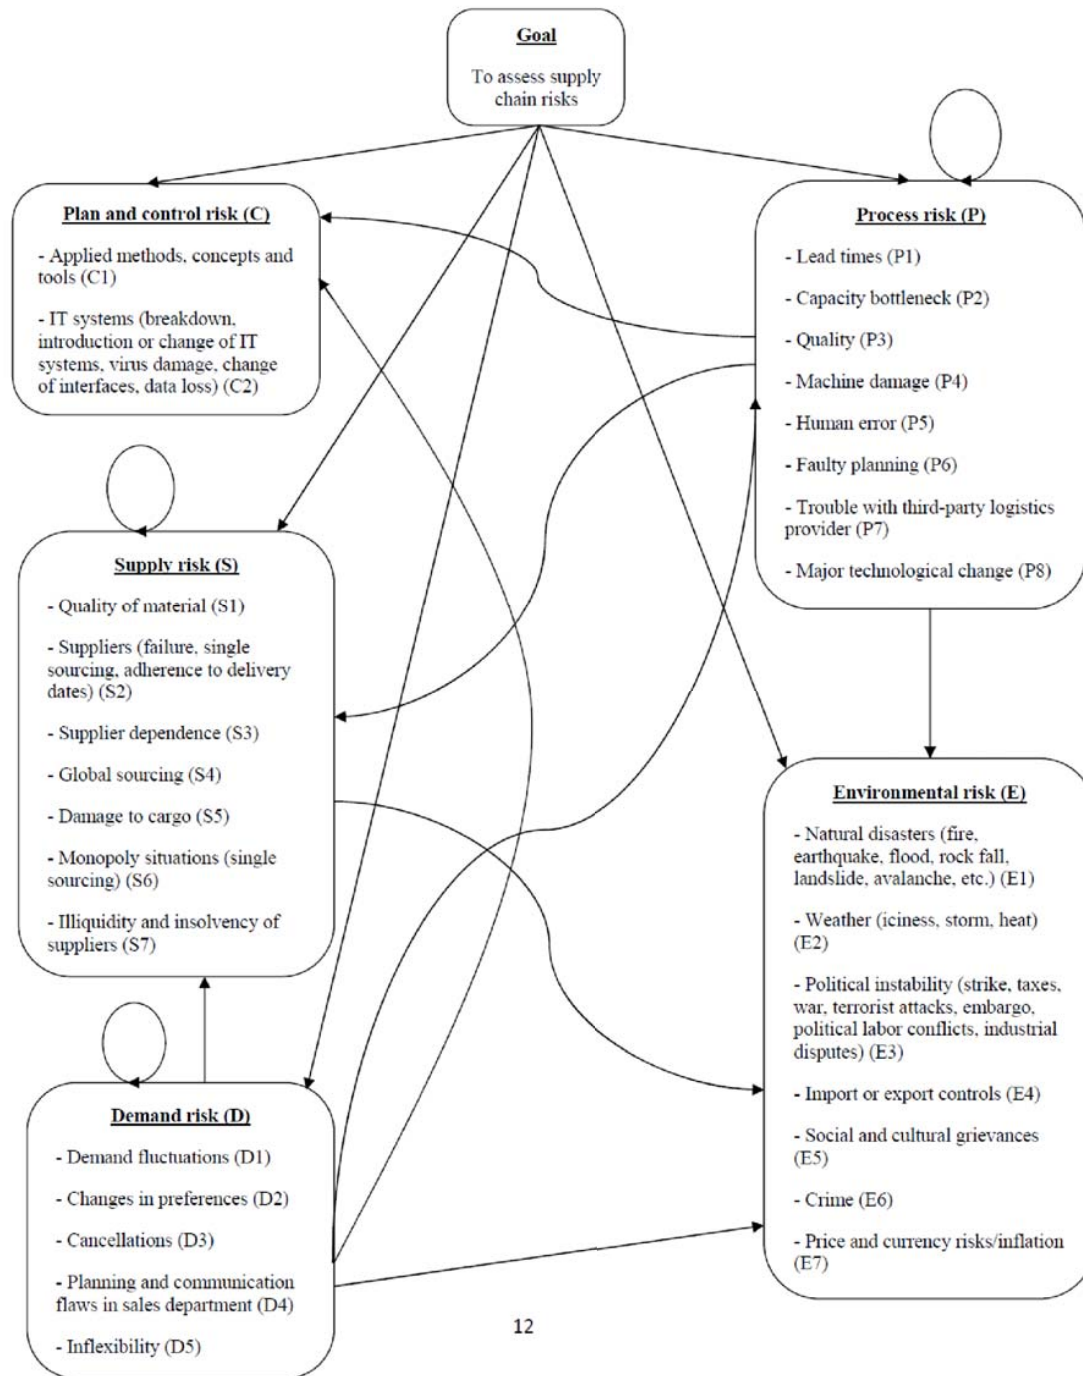 Goal
To assess supply
chain risks
Plan and control risk (C)
- Applied methods, concepts and
tools (C1)
- IT systems (breakdown,
introduction or change of IT
systems, virus damage, change
of interfaces, data loss) (C2)
Process risk (P)
- Lead times (P1)
- Capacity bottleneck (P2)
- Quality (P3)
- Machine damage (P4)
- Human error (P5)
- Faulty planning (P6)
- Trouble with third-party logistics
provider (P7)
- Major technological change (P8)
Supply risk (S)
- Quality of material (S1)
- Suppliers (failure, single
sourcing, adherence to delivery
dates) (S2)
- Supplier dependence (S3)
- Global sourcing (S4)
- Damage to cargo (S5)
- Monopoly situations (single
sourcing) (S6)
- Illiquidity and insolvency of
suppliers (S7)
Environmental risk (E)
- Natural disasters (fire,
earthquake, flood, rock fall,
landslide, avalanche, etc.) (E1)
- Weather (iciness, storm, heat)
(E2)
- Political instability (strike, taxes,
war, terrorist attacks, embargo,
political labor conflicts, industrial
disputes) (E3)
- Import or export controls (E4)
- Social and cultural grievances
(E5)
- Crime (E6)
- Price and currency risks/inflation
(E7)
Demand risk (D)
- Demand fluctuations (D1)
- Changes in preferences (D2)
- Cancellations (D3)
- Planning and communication
flaws in sales department (D4)
- Inflexibility (D5)
12